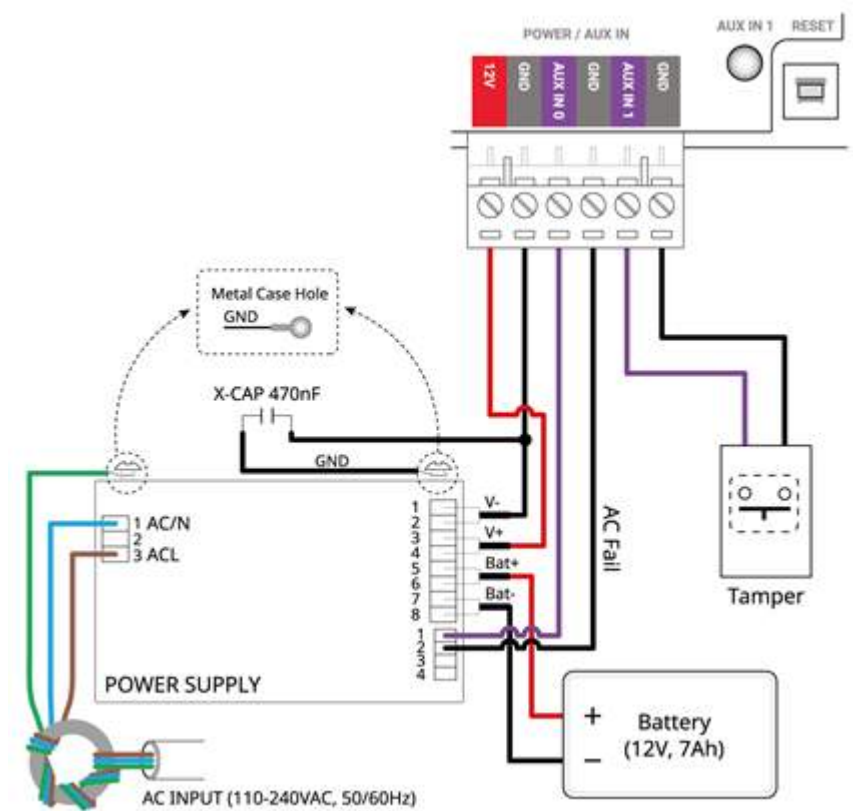 AUX IN 1 RESET
POWER / AUX IN
12V GND AUX IN 0 GND AUX IN 1 GND
Metal Case Hole
GND
X-CAP 470nF
GND
1 AC/N
2
3 ACL
1
2
3
4
5
6
7
8
V-
V+
Bat+
Bat-
1
2
3
4
AC Fail
Tamper
POWER SUPPLY
+
−
Battery
(12V, 7Ah)
AC INPUT (110-240VAC, 50/60Hz)